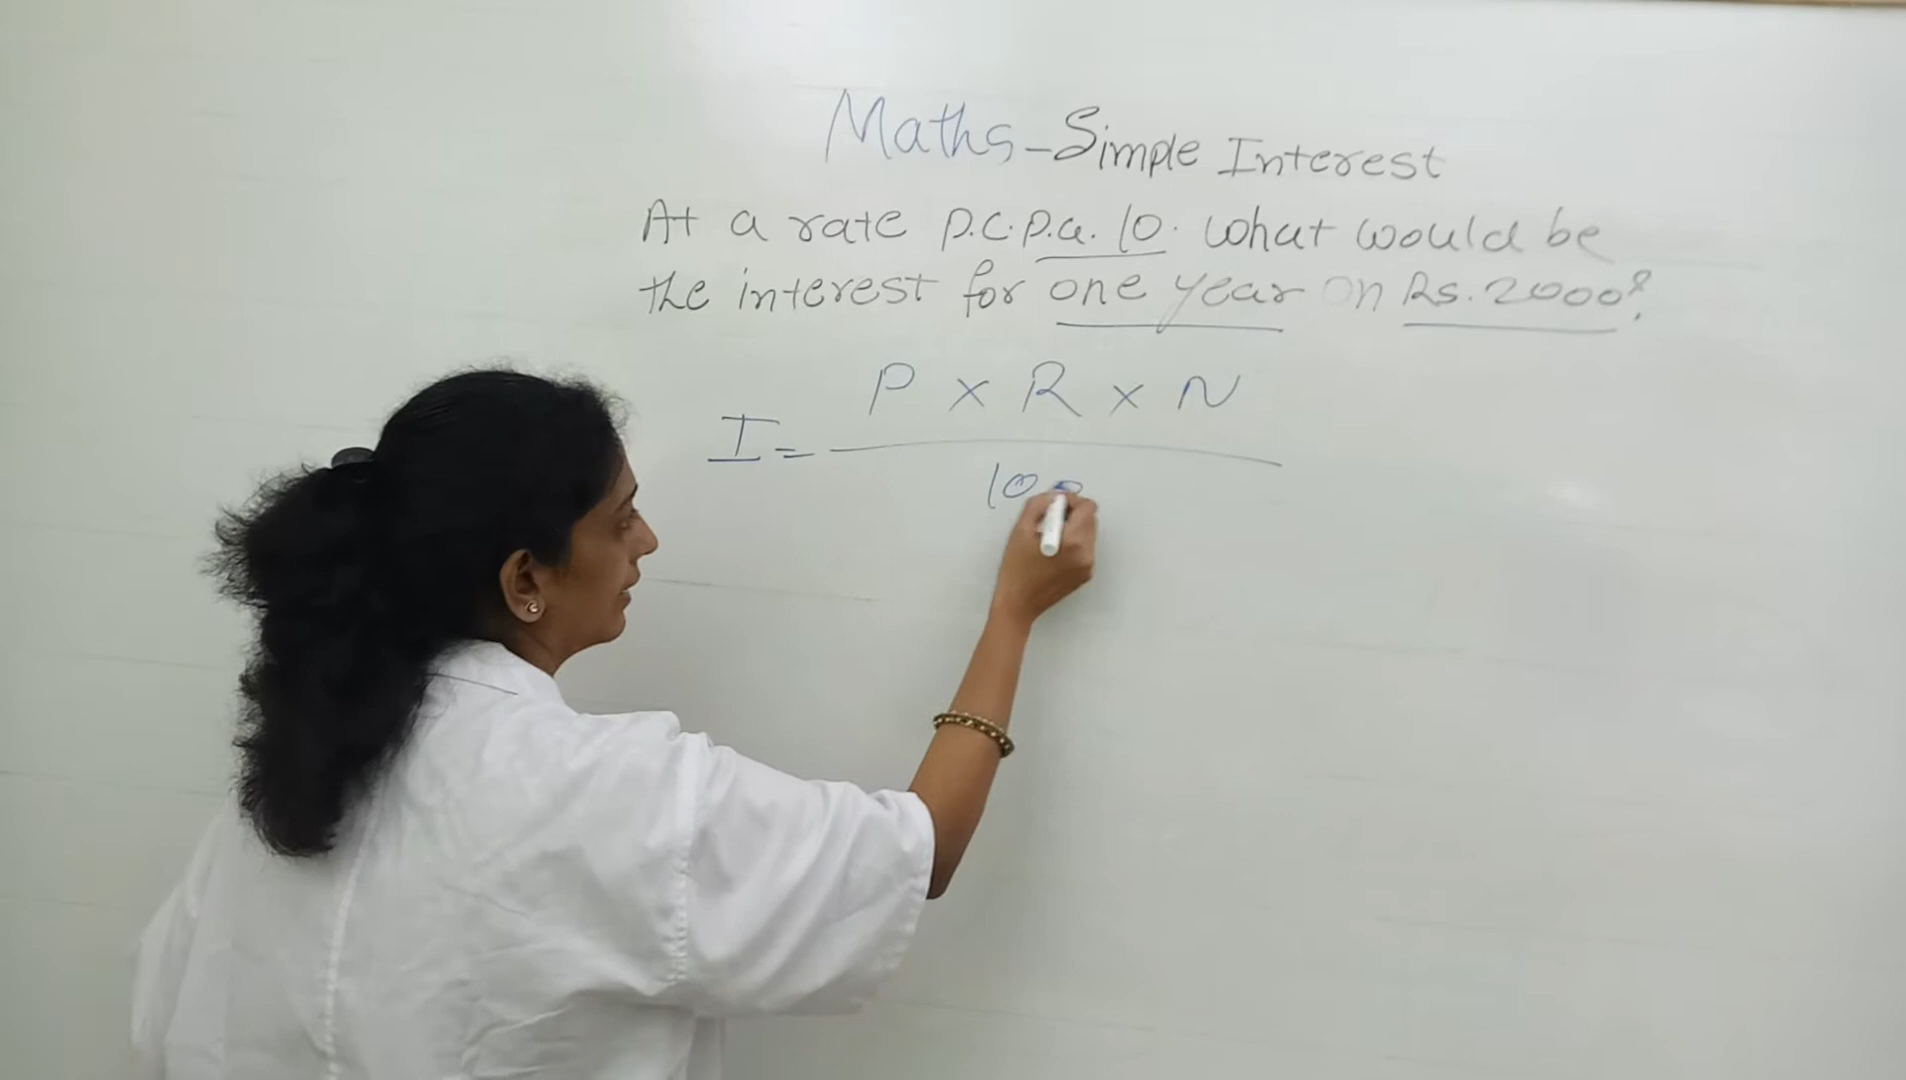 Maths-Simple Interest
At a rate p.c.p.a. 10. What would be
the interest for one year on Rs. 2000?
P × R × N
I =
100